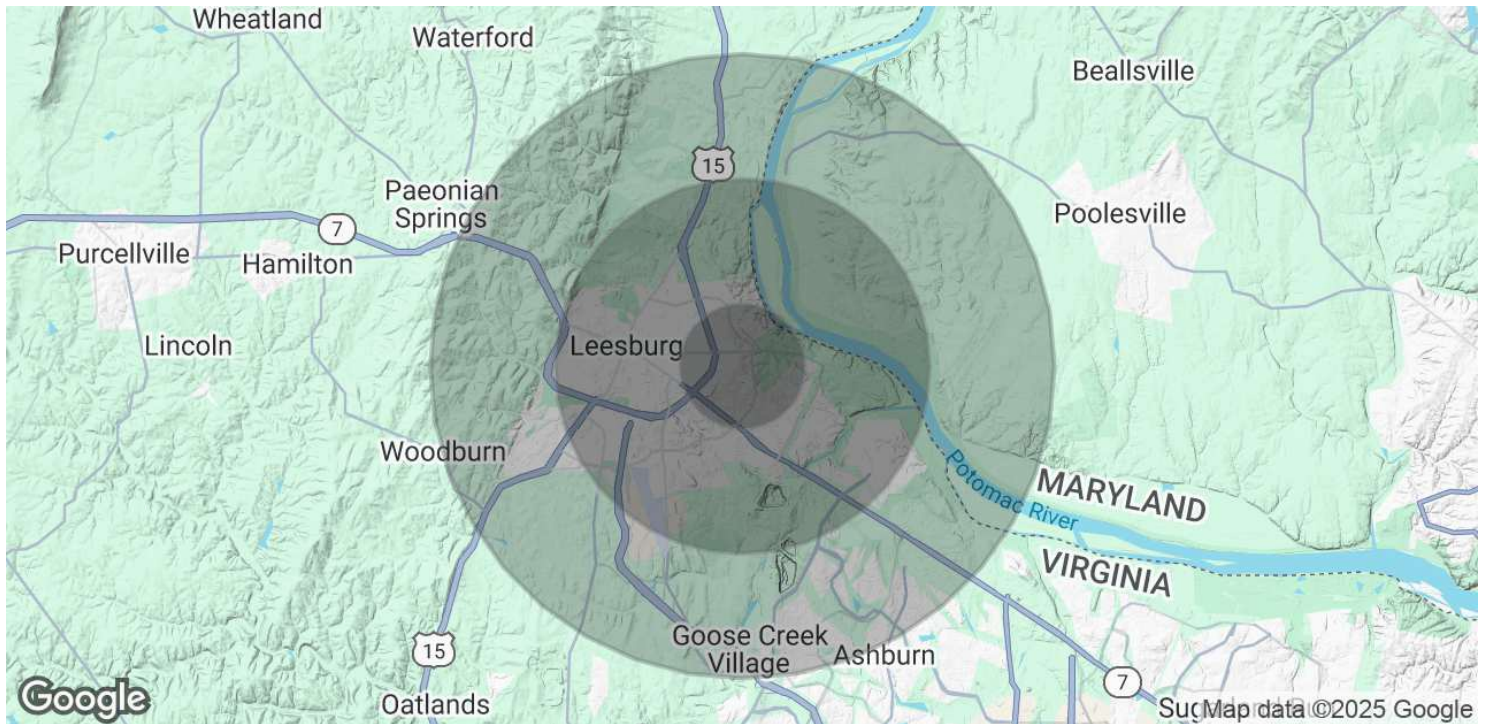 Wheatland
Waterford
Beallsville
15
Paeonian
Springs
Poolesville
7
Purcellville
Hamilton
Lincoln
Leesburg
Woodburn
Potomac River
MARYLAND
VIRGINIA
Goose Creek
Village
Ashburn
15
7
Oatlands
Google
Map data ©2025 Google